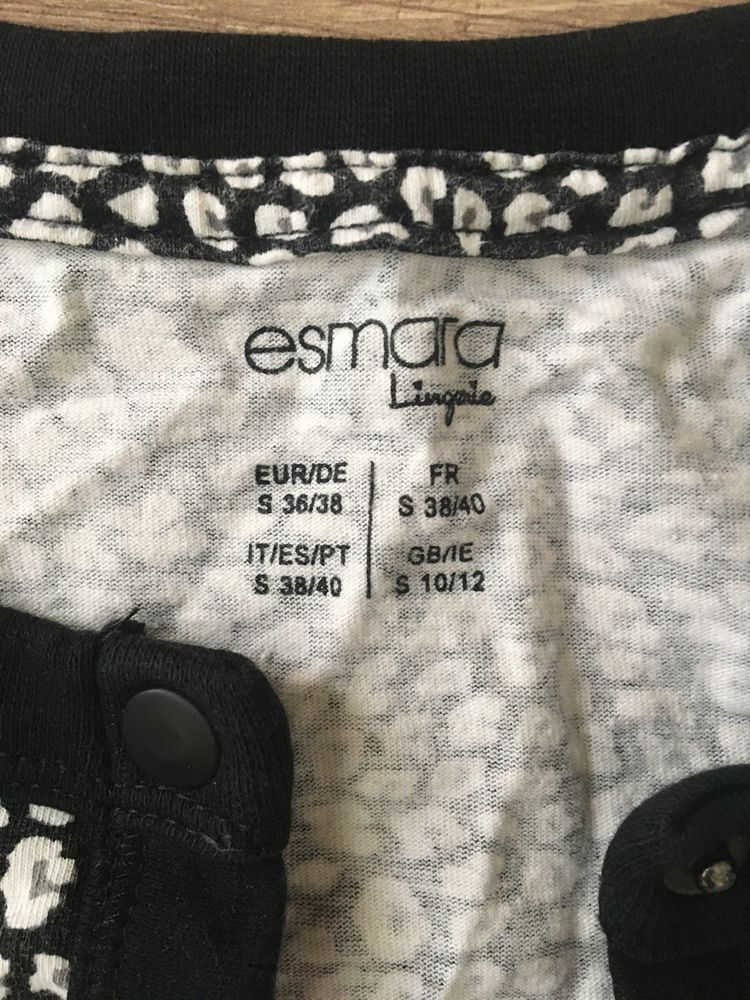 esmara
Lingerie
EUR/DE
S 36/38
FR
S 38/40
IT/ES/PT
S 38/40
GB/IE
S 10/12